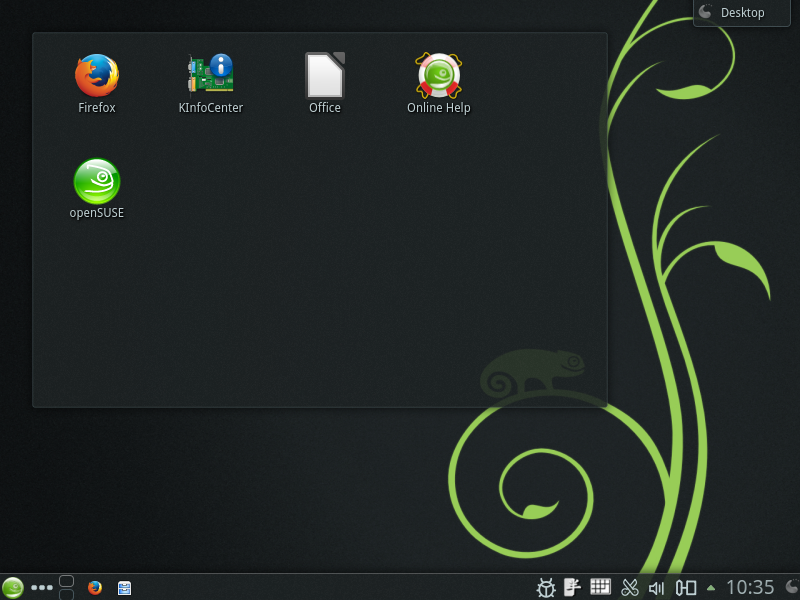 Desktop
Firefox
KInfoCenter
Office
Online Help
openSUSE
10:35